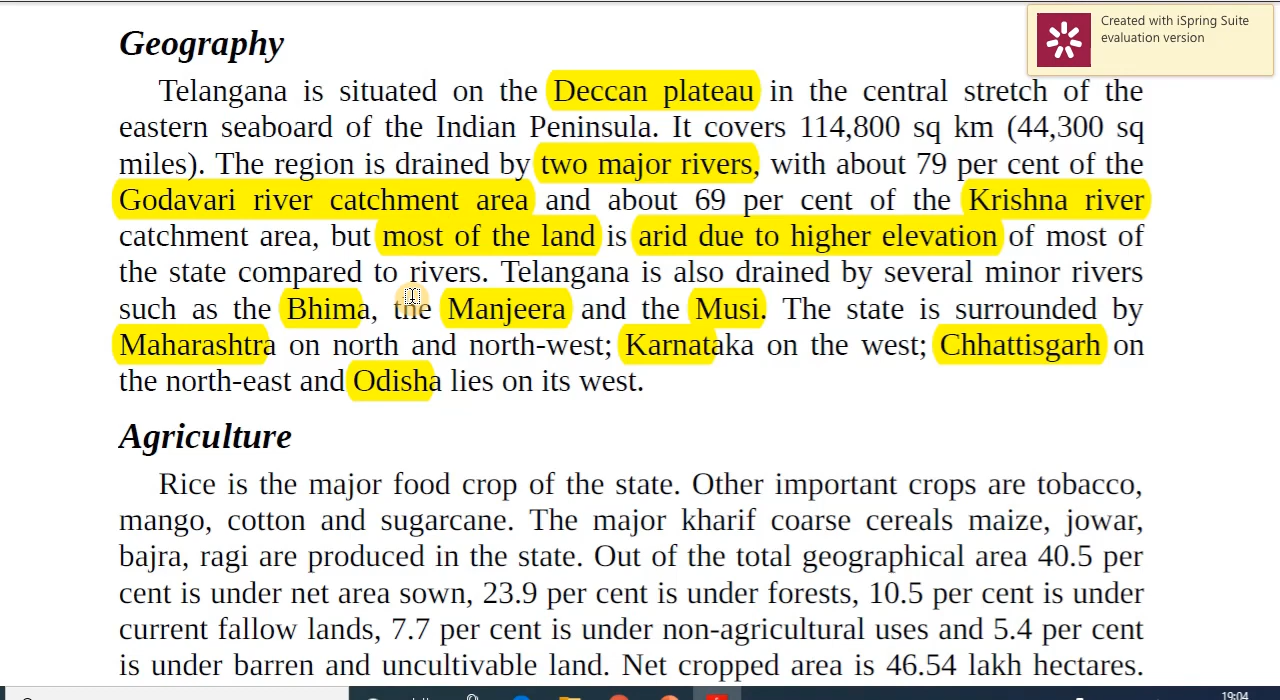 Created with iSpring Suite
evaluation version
Geography
Telangana is situated on the Deccan plateau in the central stretch of the
eastern seaboard of the Indian Peninsula. It covers 114,800 sq km (44,300 sq
miles). The region is drained by two major rivers, with about 79 per cent of the
Godavari river catchment area and about 69 per cent of the Krishna river
catchment area, but most of the land is arid due to higher elevation of most of
the state compared to rivers. Telangana is also drained by several minor rivers
such as the Bhima, the Manjeera and the Musi. The state is surrounded by
Maharashtra on north and north-west; Karnataka on the west; Chhattisgarh on
the north-east and Odisha lies on its west.
Agriculture
Rice is the major food crop of the state. Other important crops are tobacco,
mango, cotton and sugarcane. The major kharif coarse cereals maize, jowar,
bajra, ragi are produced in the state. Out of the total geographical area 40.5 per
cent is under net area sown, 23.9 per cent is under forests, 10.5 per cent is under
current fallow lands, 7.7 per cent is under non-agricultural uses and 5.4 per cent
is under barren and uncultivable land. Net cropped area is 46.54 lakh hectares.
19:04